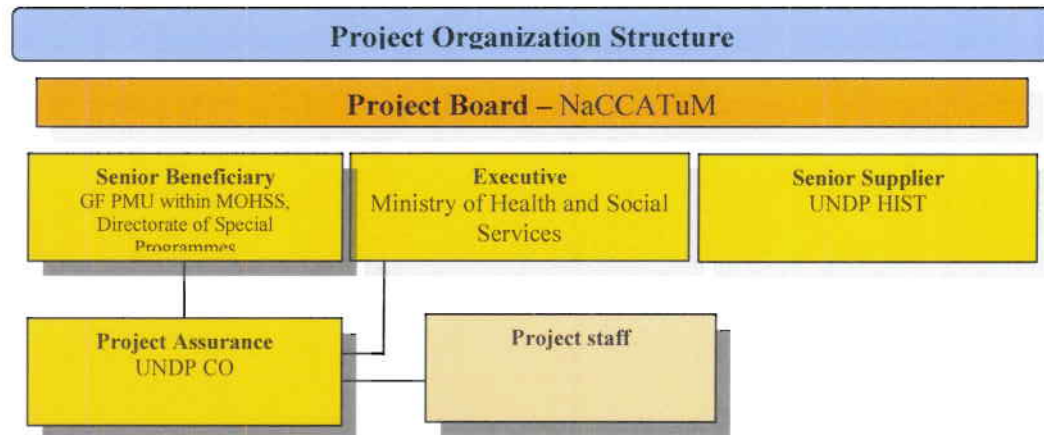 Project Organization Structure
Project Board – NaCCATuM
Senior Beneficiary
GF PMU within MOHSS,
Directorate of Special
Programmes
Executive
Ministry of Health and Social
Services
Senior Supplier
UNDP HIST
Project Assurance
UNDP CO
Project staff